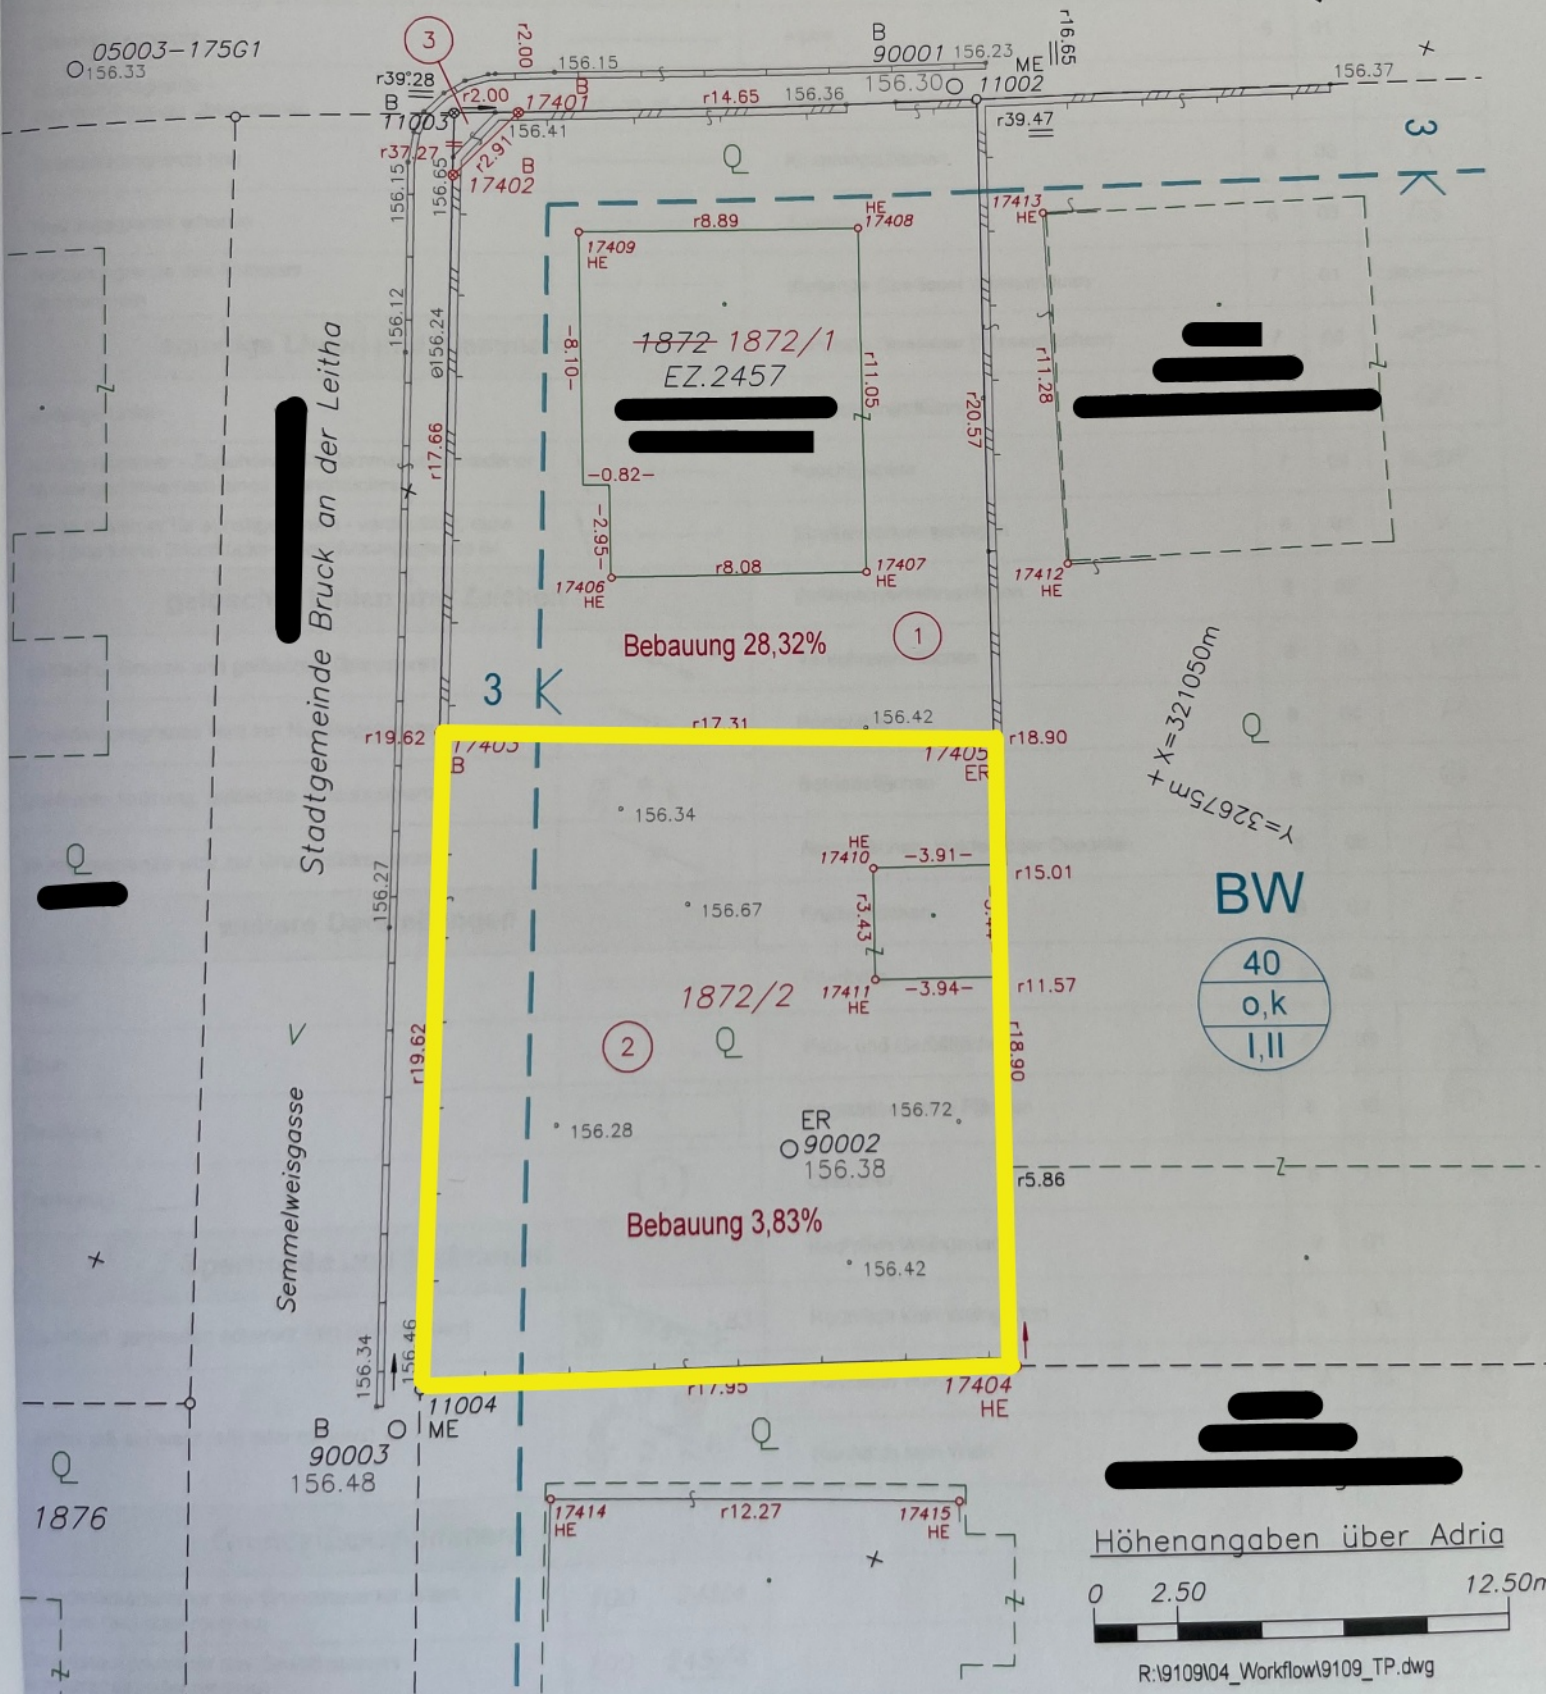 05003-175G1
156.33
3
r2.00
156.15
B
B
90001
156.23
156.30
ME
r16.65
11002
156.37
r39.28
B
11003
r2.00
17401
156.41
r14.65
156.36
r39.47
3
K
r37.27
r2.91
B
17402
156.15
156.65
Q
17413
HE
HE
17408
r8.89
17409
HE
156.12
ø156.24
-8.10-
1872 1872/1
EZ.2457
r11.05
r20.57
r11.28
Stadtgemeinde Bruck an der Leitha
r17.66
-0.82-
-2.95-
17406
HE
r8.08
17407
HE
17412
HE
Bebauung 28,32%
1
3 K
X=321050m
Y=32675m
Q
r17.31
156.42
r19.62
17403
B
17405
ER
r18.90
156.34
Q
156.27
HE
17410
-3.91-
r15.01
156.67
r3.43
BW
40
o,k
I,II
1872/2
17411
HE
-3.94-
r11.57
V
r19.62
2
Q
r18.90
Semmelweisgasse
156.28
156.72
ER
90002
156.38
r5.86
Bebauung 3,83%
156.42
156.34
156.46
r17.95
17404
HE
11004
ME
B
90003
156.48
Q
Q
1876
17414
HE
r12.27
17415
HE
Höhenangaben über Adria
0 2.50 12.50m
R:\9109\04_Workflow\9109_TP.dwg